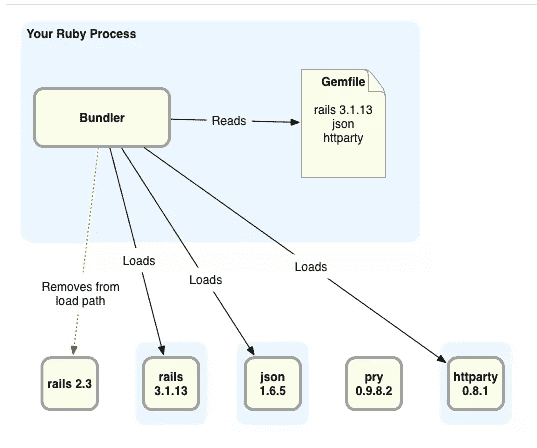 Your Ruby Process
Bundler
Reads
Gemfile
rails 3.1.13
json
httparty
Loads
Loads
Loads
Removes from
load path
rails 2.3
rails
3.1.13
json
1.6.5
pry
0.9.8.2
httparty
0.8.1